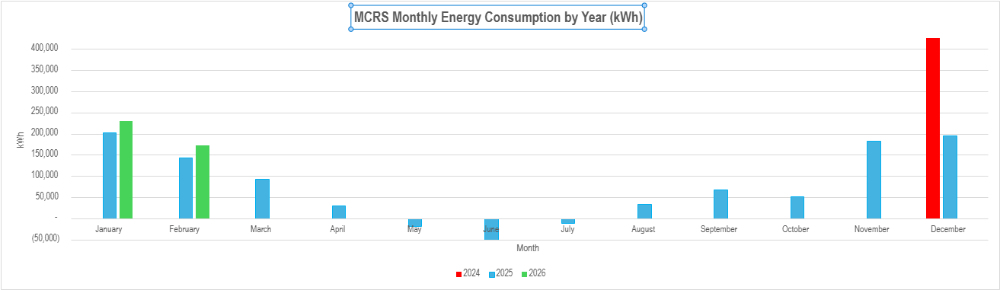 MCRS Monthly Energy Consumption by Year (kWh)
400,000
350,000
300,000
250,000
200,000
150,000
100,000
50,000
-
(50,000)
kWh
January February March April May June July August September October November December
Month
2024 2025 2026